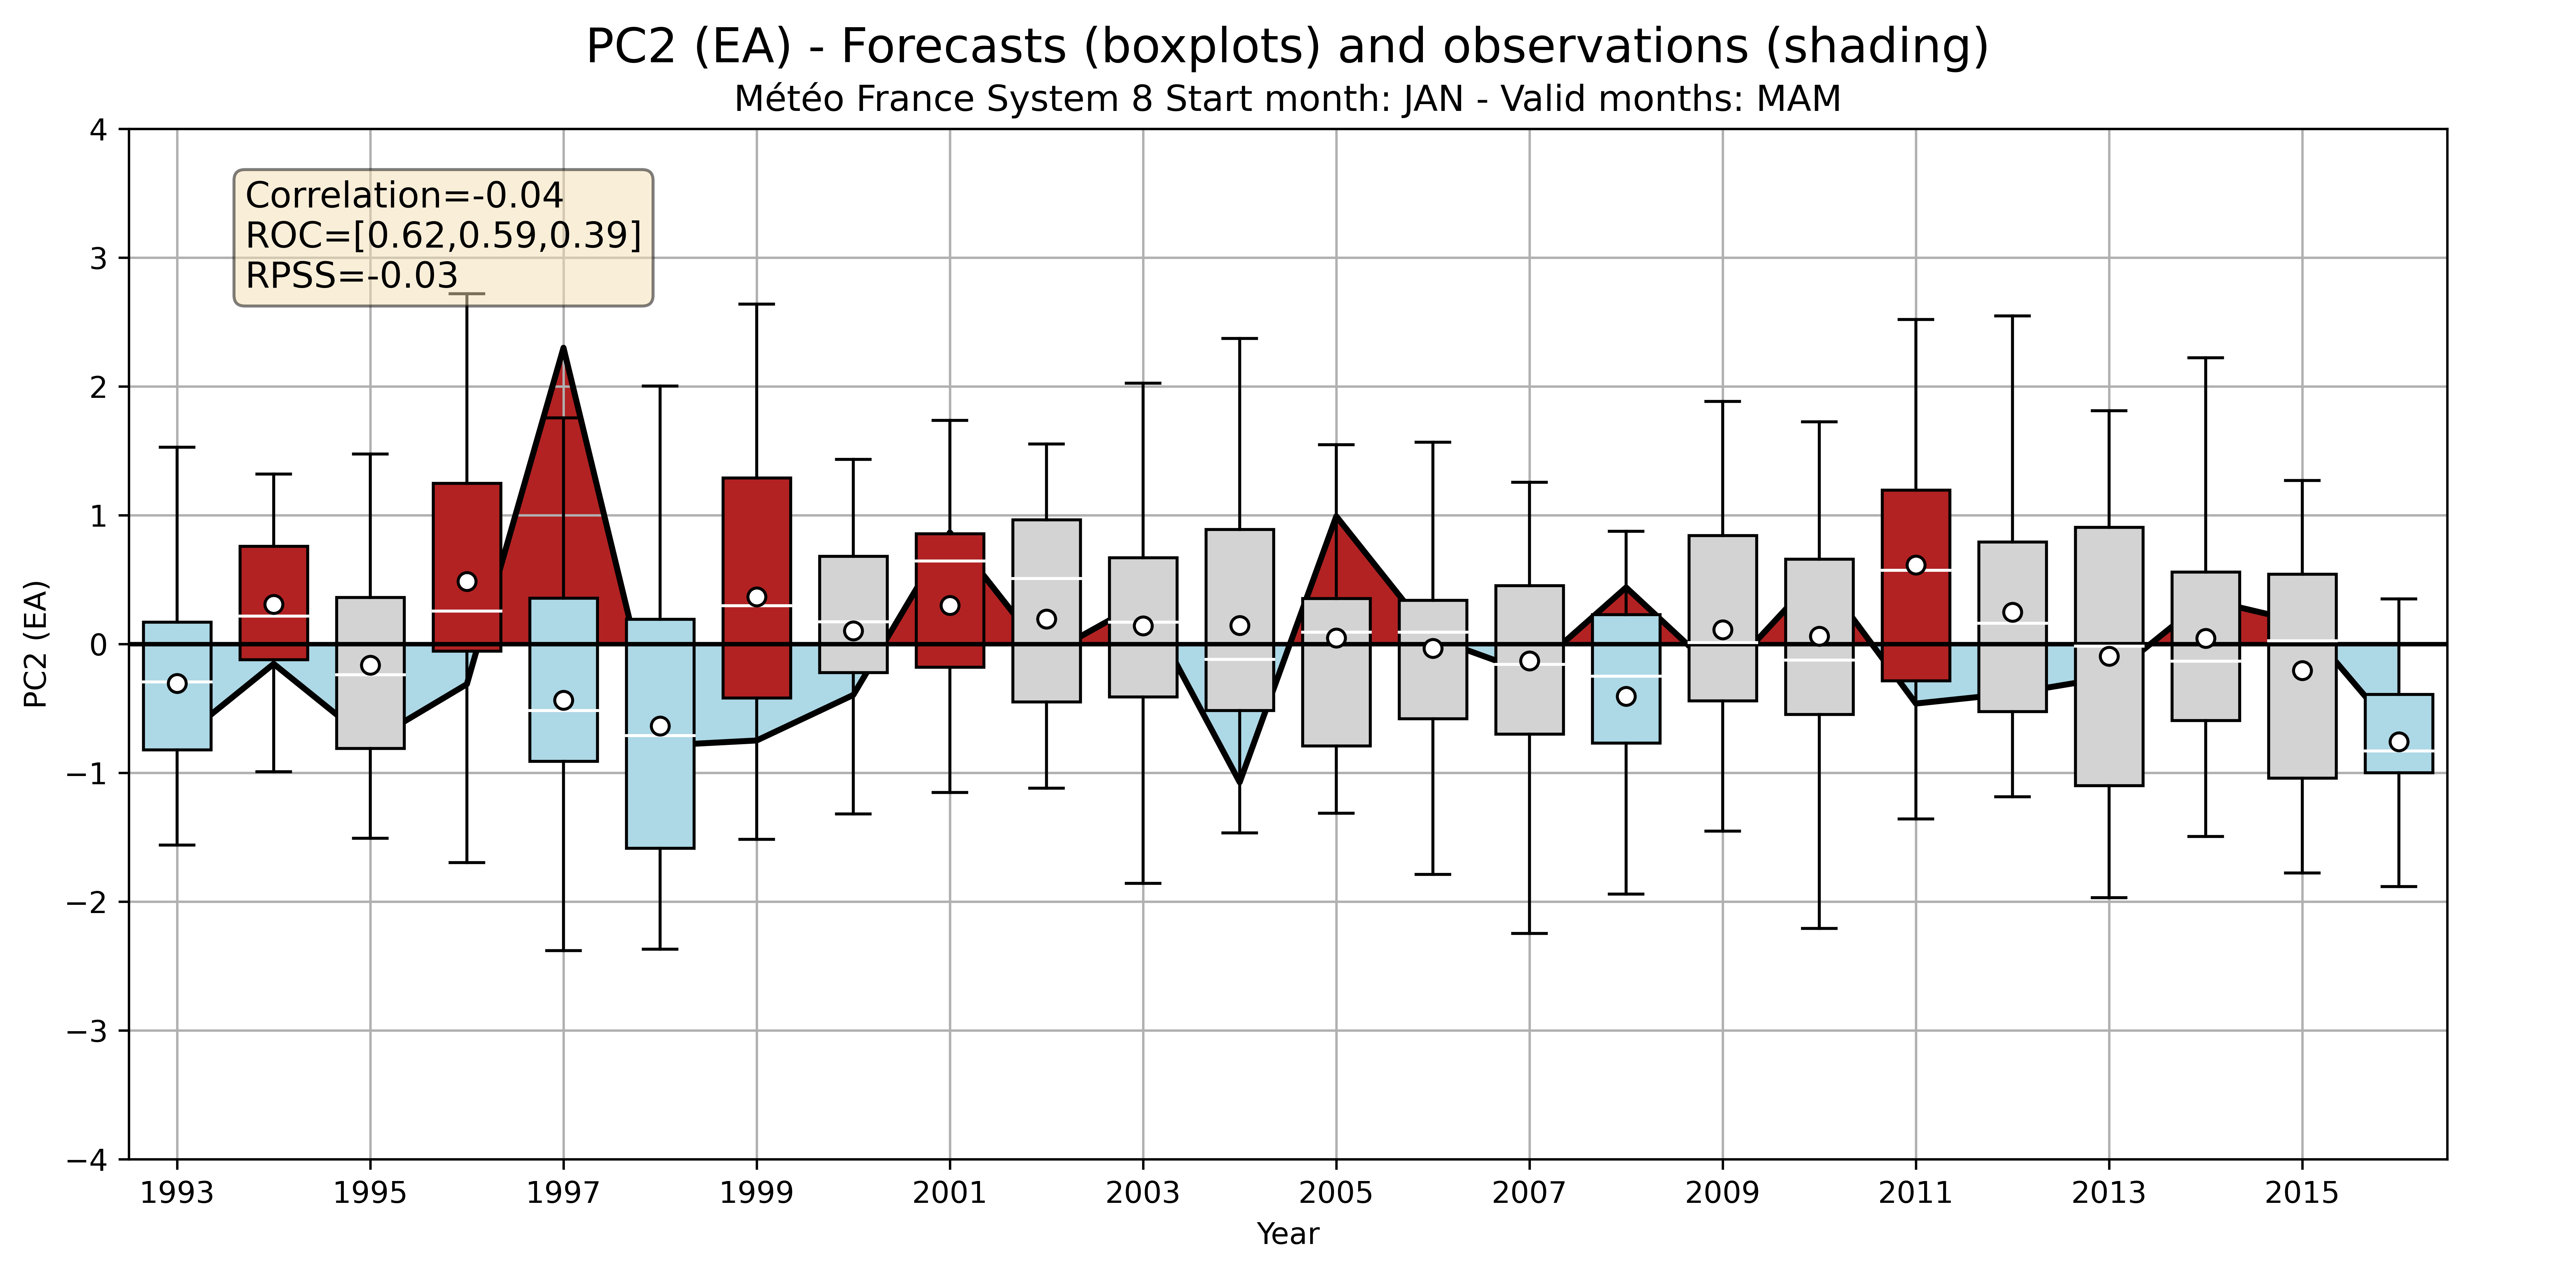 PC2 (EA) - Forecasts (boxplots) and observations (shading)
Météo France System 8 Start month: JAN - Valid months: MAM
Correlation=-0.04
ROC=[0.62,0.59,0.39]
RPSS=-0.03
4
3
2
1
0
−1
−2
−3
−4
PC2 (EA)
1993 1995 1997 1999 2001 2003 2005 2007 2009 2011 2013 2015
Year